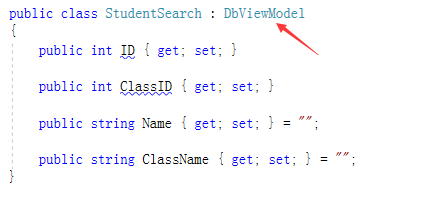 public class StudentSearch : DbViewModel
{
public int ID { get; set; }
public int ClassID { get; set; }
public string Name { get; set; } = "";
public string ClassName { get; set; } = "";
}